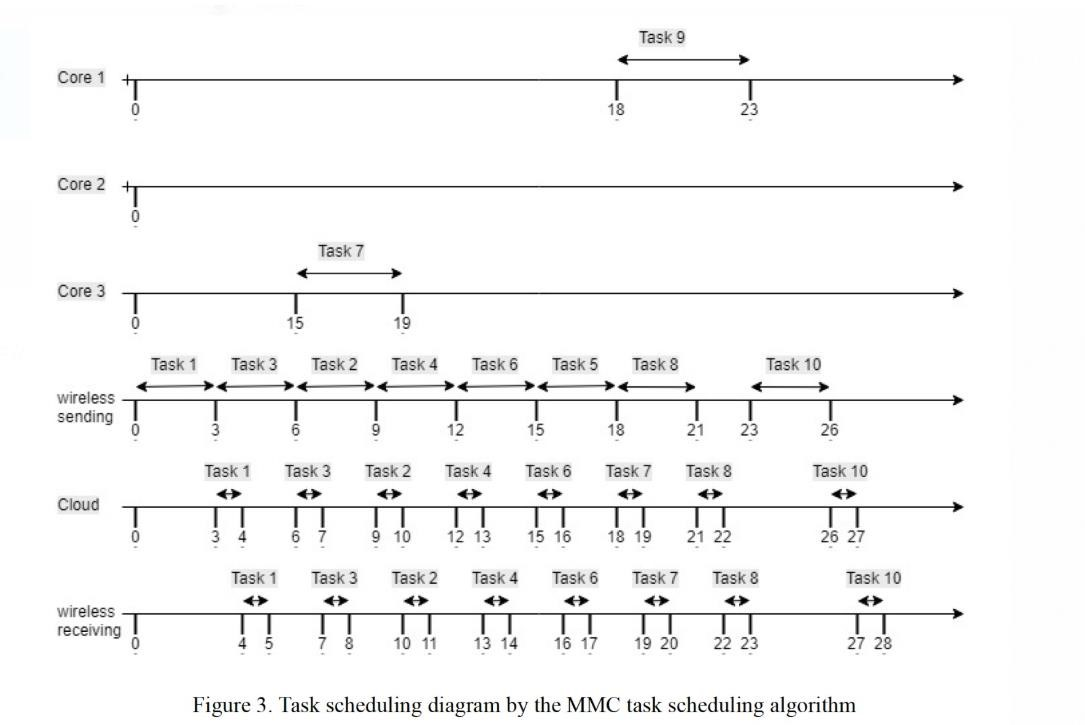 Task 9
Core 1
0 18 23
Core 2
0
Task 7
Core 3
0 15 19
Task 1 Task 3 Task 2 Task 4 Task 6 Task 5 Task 8 Task 10
wireless
sending
0 3 6 9 12 15 18 21 23 26
Task 1 Task 3 Task 2 Task 4 Task 6 Task 7 Task 8 Task 10
Cloud
0 3 4 6 7 9 10 12 13 15 16 18 19 21 22 26 27
Task 1 Task 3 Task 2 Task 4 Task 6 Task 7 Task 8 Task 10
wireless
receiving
0 4 5 7 8 10 11 13 14 16 17 19 20 22 23 27 28
Figure 3. Task scheduling diagram by the MMC task scheduling algorithm